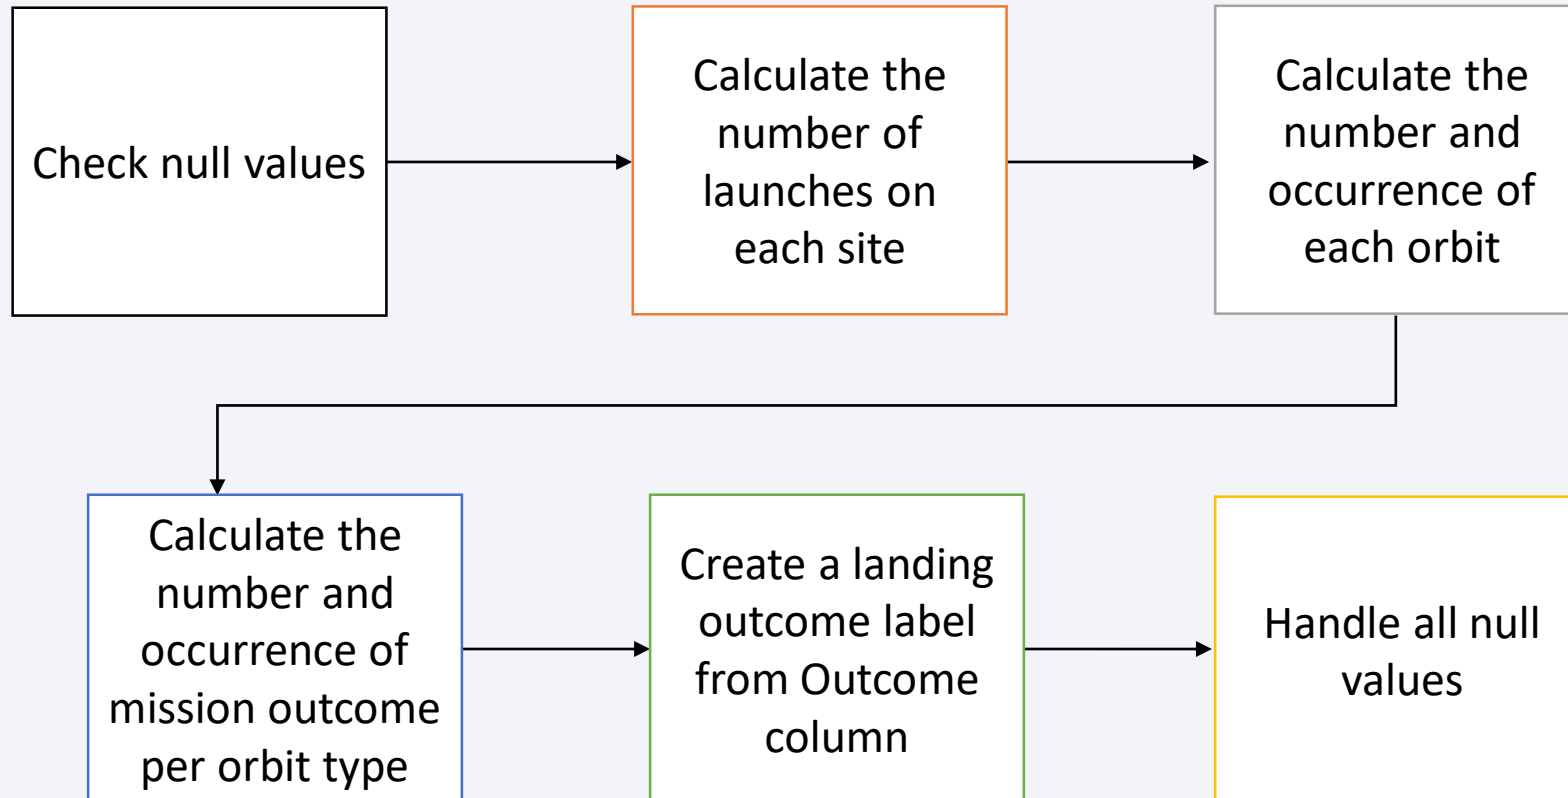 Check null values
Calculate the
number of
launches on
each site
Calculate the
number and
occurrence of
each orbit
Calculate the
number and
occurrence of
mission outcome
per orbit type
Create a landing
outcome label
from Outcome
column
Handle all null
values